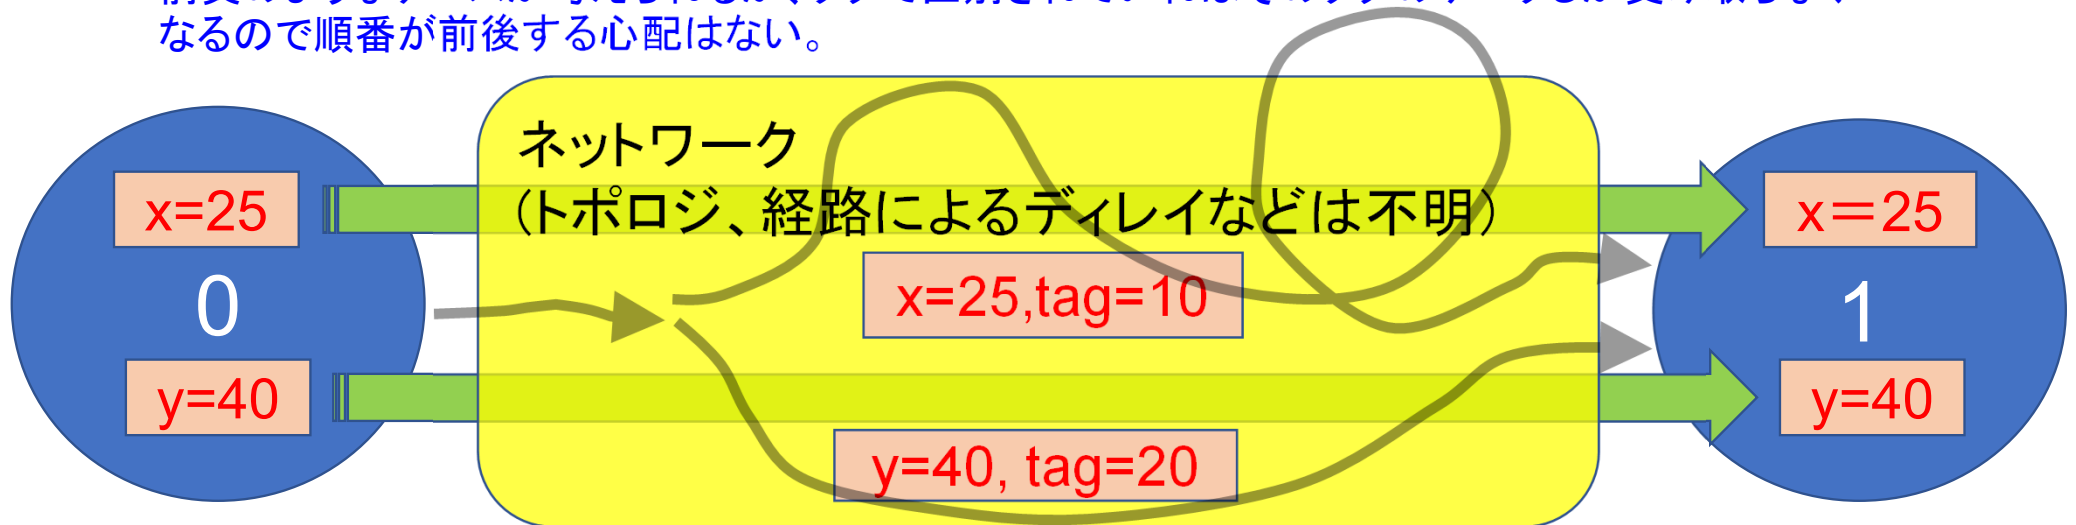 なるので順番が前後する心配はない。
ネットワーク
(トポロジ、経路によるディレイなどは不明)
x=25
x=25
x=25,tag=10
0
1
y=40
y=40
y=40, tag=20